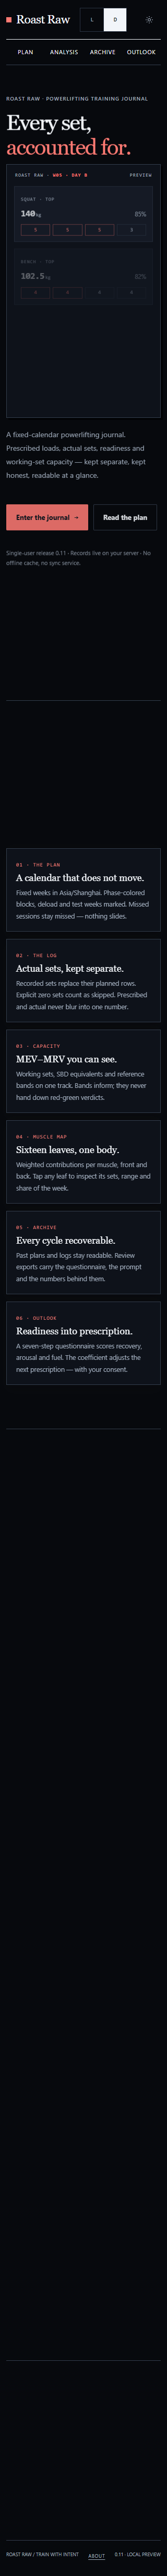 Roast Raw L D
PLAN ANALYSIS ARCHIVE OUTLOOK
ROAST RAW · POWERLIFTING TRAINING JOURNAL
Every set,
accounted for.
ROAST RAW · W05 · DAY B PREVIEW
SQUAT · TOP
140kg 85%
5 5 5 3
BENCH · TOP
102.5kg 82%
A fixed-calendar powerlifting journal.
Prescribed loads, actual sets, readiness and
working-set capacity — kept separate, kept
honest, readable at a glance.
Enter the journal →
Read the plan
Single-user release 0.11 · Records live on your server · No
offline cache, no sync service.
01 · THE PLAN
A calendar that does not move.
Fixed weeks in Asia/Shanghai. Phase-colored
blocks, deload and test weeks marked. Missed
sessions stay missed — nothing slides.
02 · THE LOG
Actual sets, kept separate.
Recorded sets replace their planned rows.
Explicit zero sets count as skipped. Prescribed
and actual never blur into one number.
03 · CAPACITY
MEV–MRV you can see.
Working sets, SBD equivalents and reference
bands on one track. Bands inform; they never
hand down red-green verdicts.
04 · MUSCLE MAP
Sixteen leaves, one body.
Weighted contributions per muscle, front and
back. Tap any leaf to inspect its sets, range and
share of the week.
05 · ARCHIVE
Every cycle recoverable.
Past plans and logs stay readable. Review
exports carry the questionnaire, the prompt
and the numbers behind them.
06 · OUTLOOK
Readiness into prescription.
A seven-step questionnaire scores recovery,
arousal and fuel. The coefficient adjusts the
next prescription — with your consent.
ROAST RAW / TRAIN WITH INTENT ABOUT 0.11 · LOCAL PREVIEW